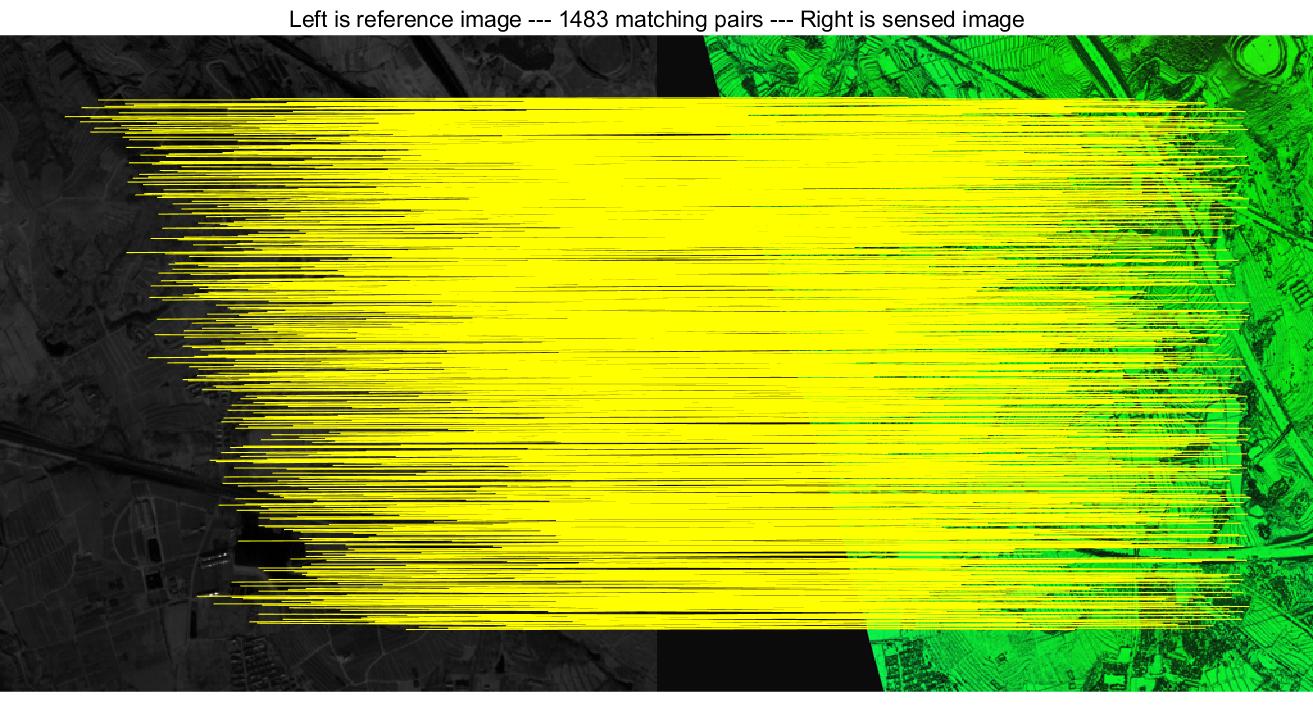 Left is reference image --- 1483 matching pairs --- Right is sensed image